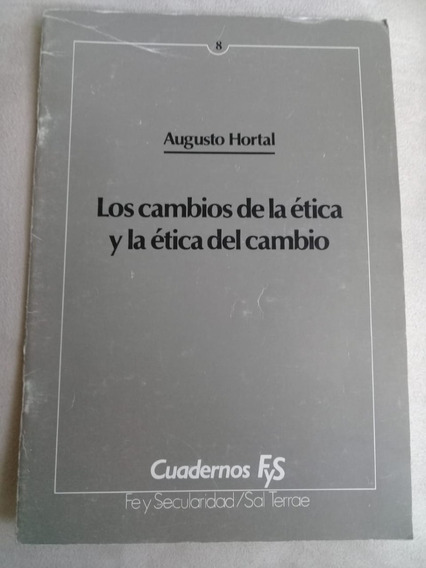 8
Augusto Hortal
Los cambios de la ética
y la ética del cambio
Cuadernos FyS
Fe y Secularidad/Sal Terrae